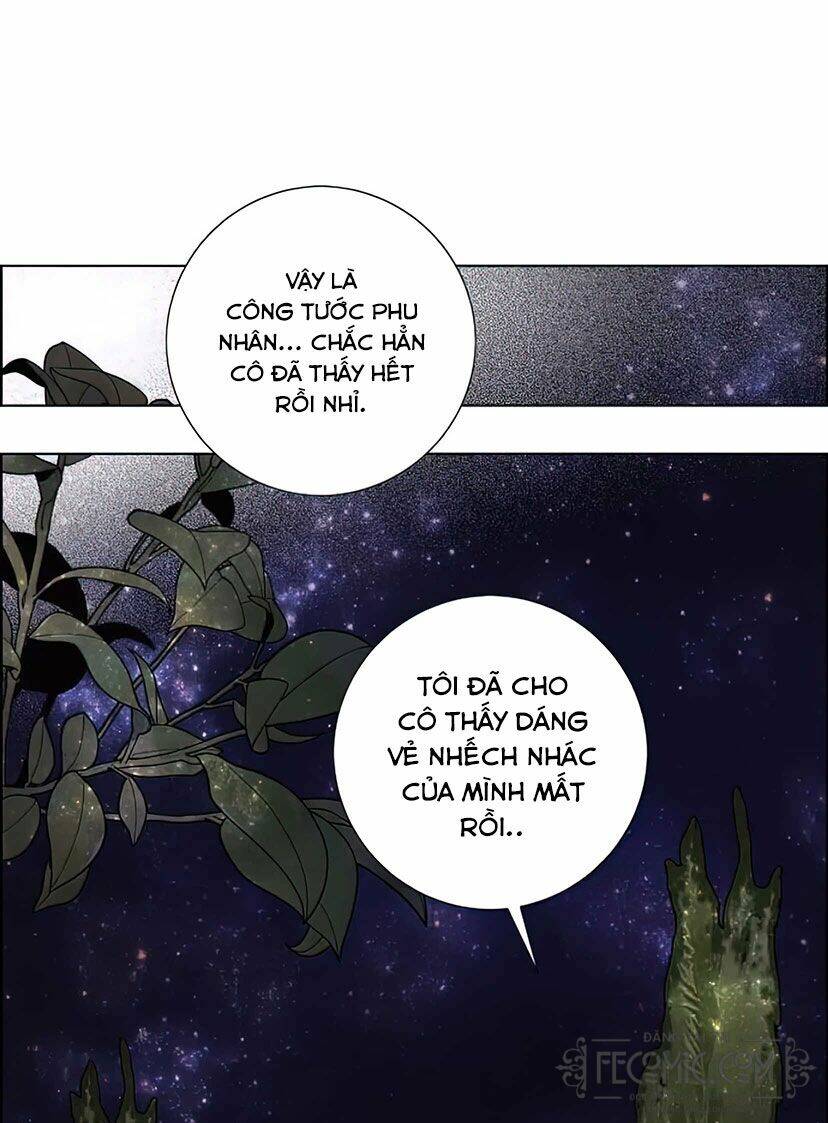 VẬY LÀ
CÔNG TƯỚC PHU
NHÂN... CHẮC HẲN
CÔ ĐÃ THẤY HẾT
RỒI NHỈ.
TÔI ĐÃ CHO
CÔ THẤY DÁNG
VẺ NHẾCH NHÁC
CỦA MÌNH MẤT
RỒI..
FECOMIC.COM